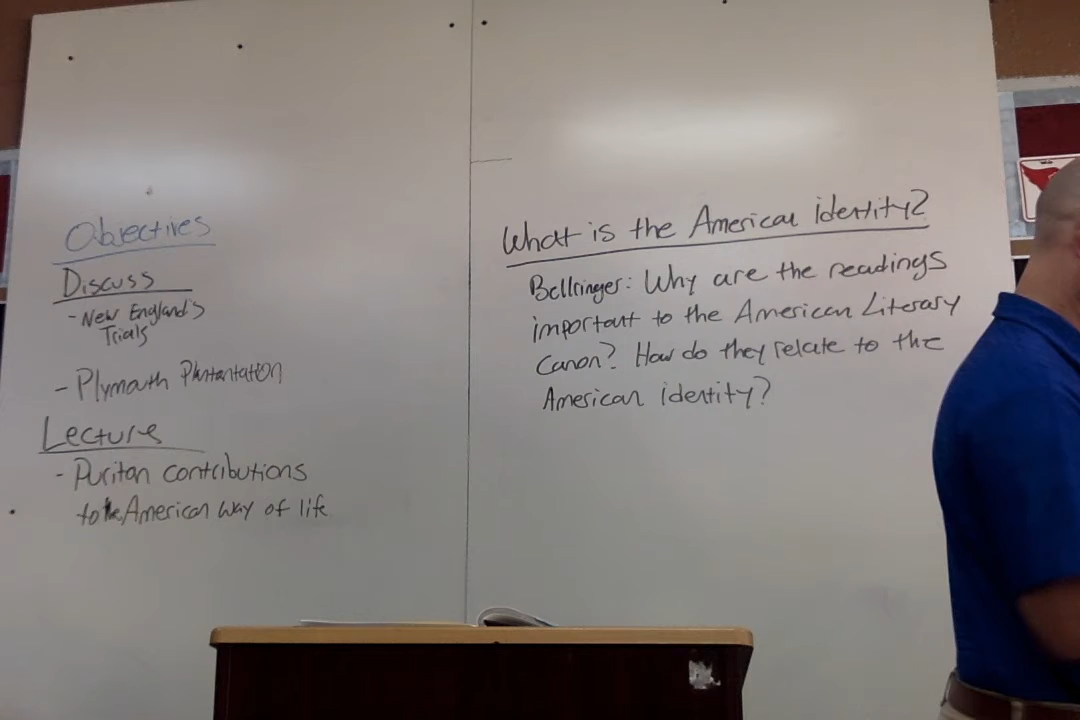 Objectives
Discuss
- New England's
Trials
- Plymouth Plantantation
Lecture
- Puritan contributions
to the American way of life
What is the American identity?
Bellringer: Why are the readings
important to the American Literary
Canon? How do they relate to the
American identity?